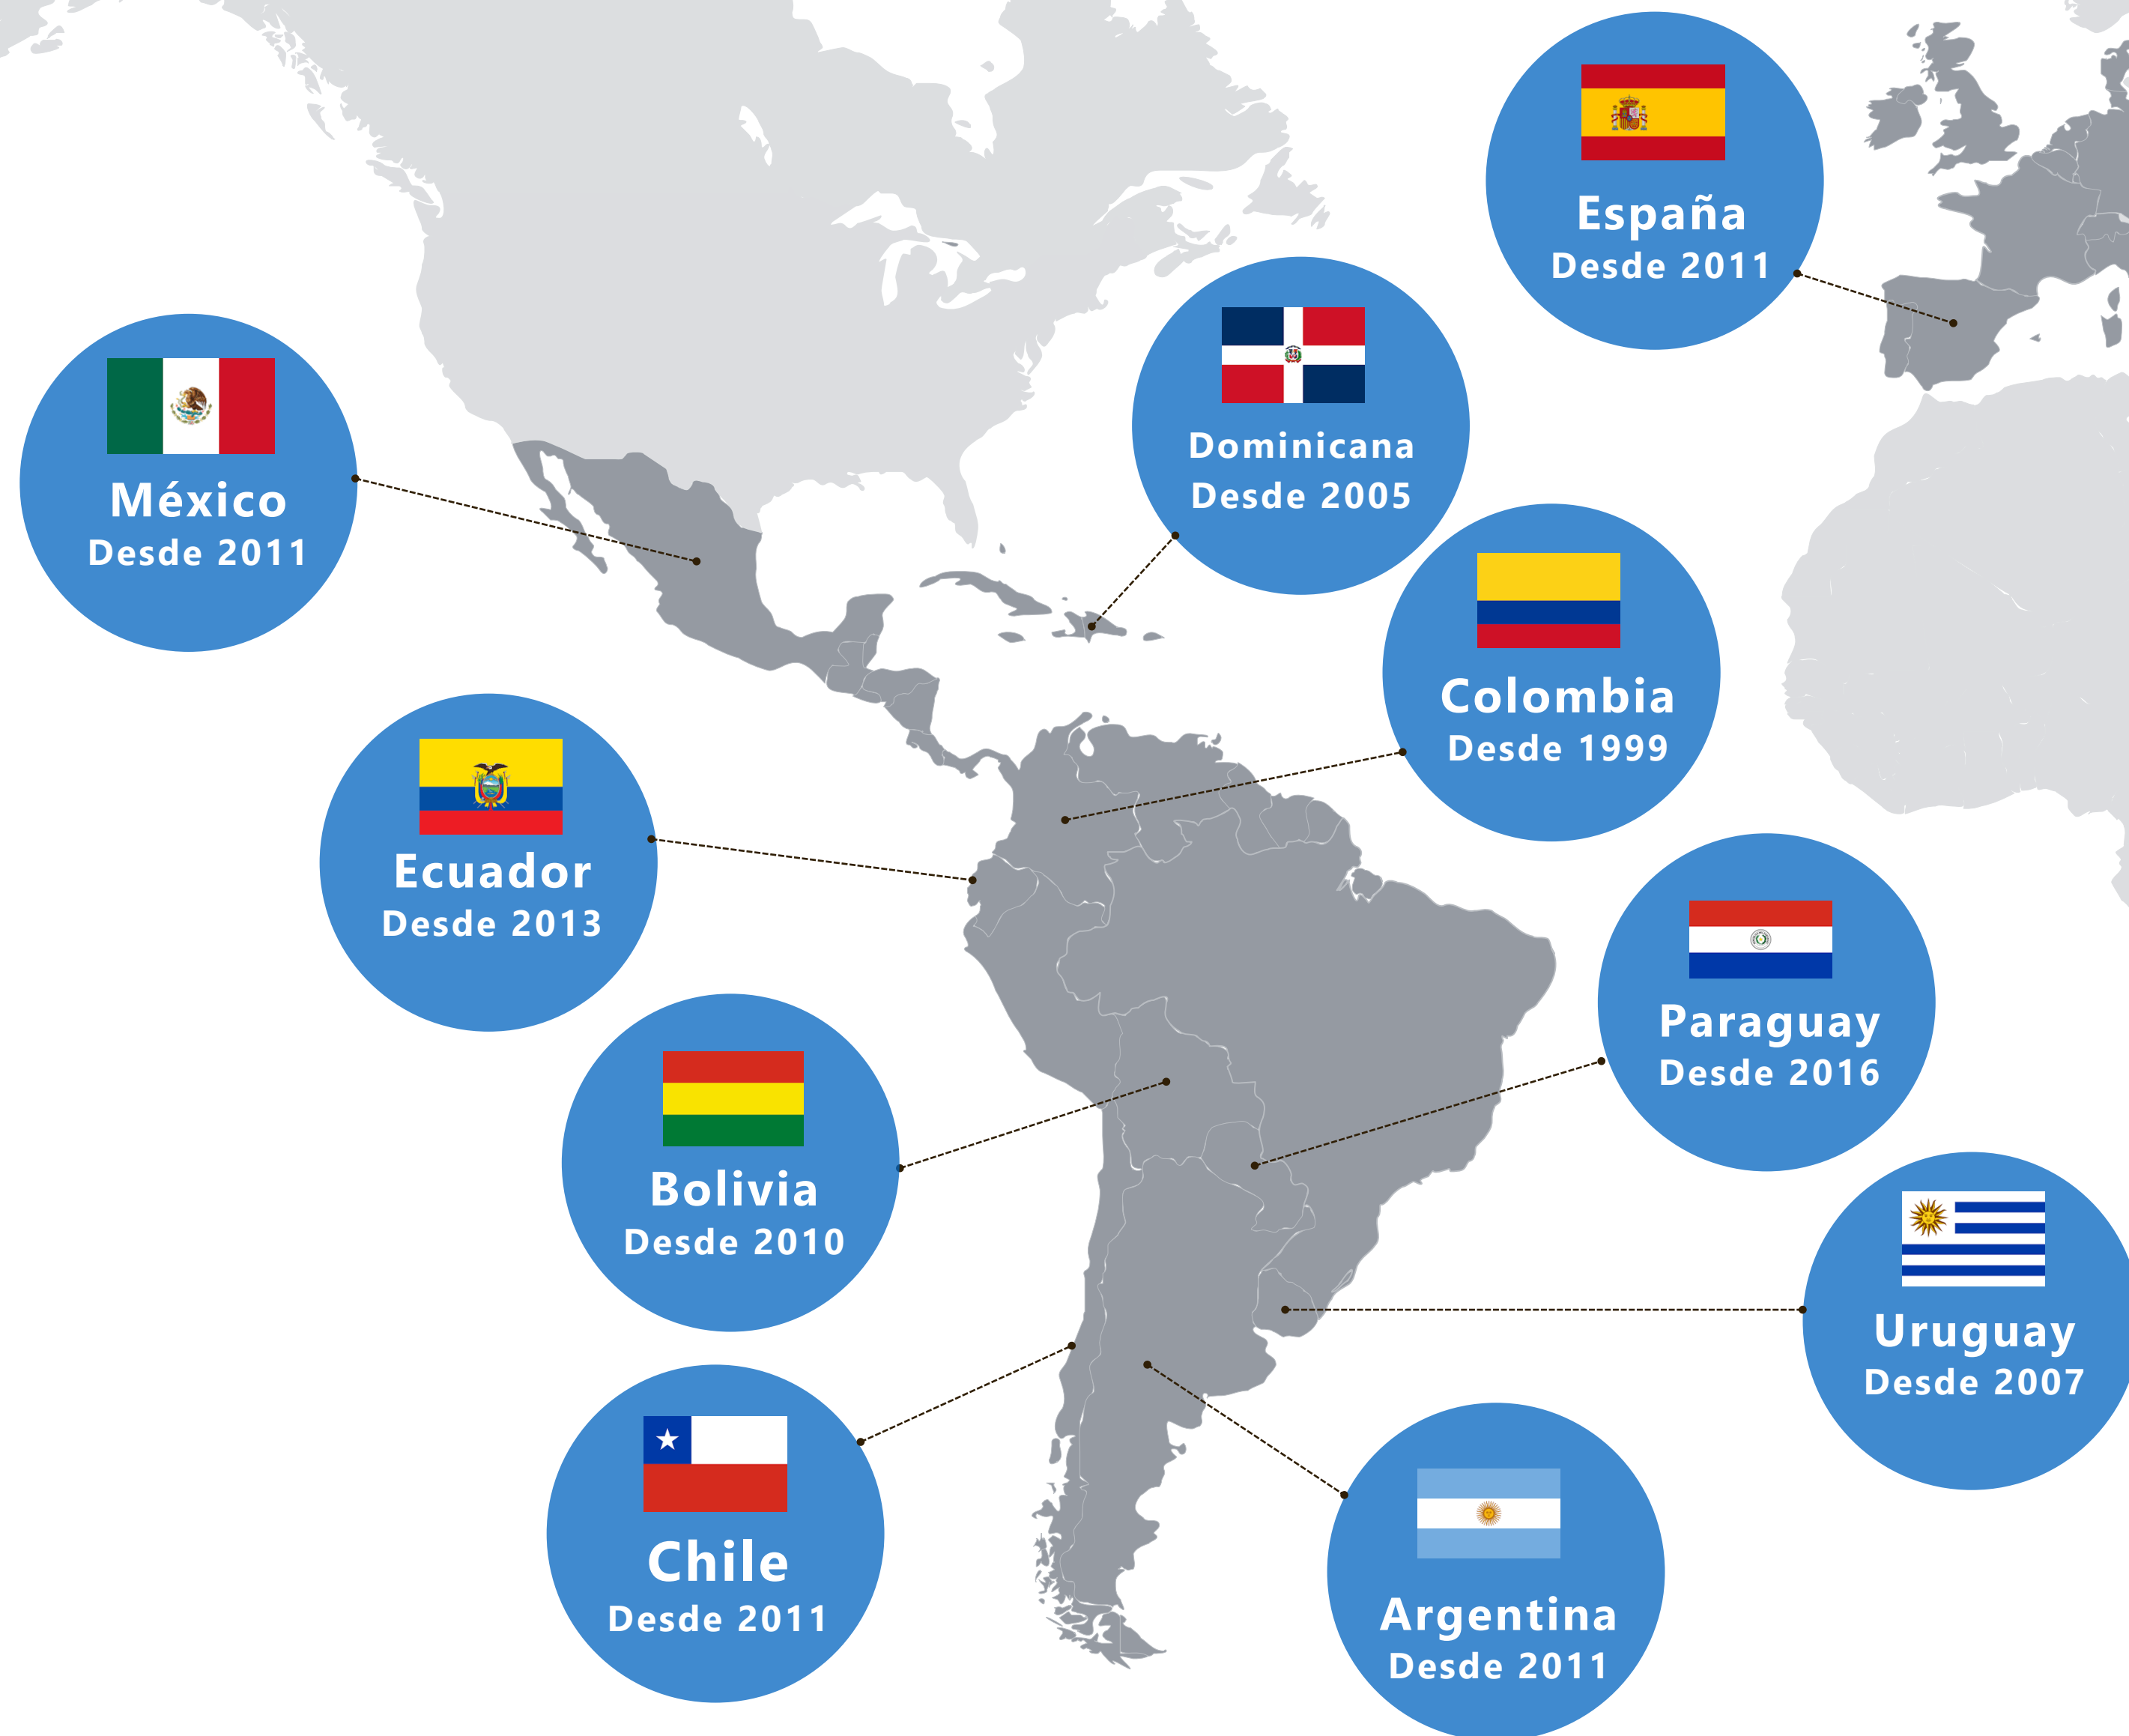 España
Desde 2011
Dominicana
Desde 2005
México
Desde 2011
Colombia
Desde 1999
Ecuador
Desde 2013
Paraguay
Desde 2016
Bolivia
Desde 2010
Uruguay
Desde 2007
Chile
Desde 2011
Argentina
Desde 2011